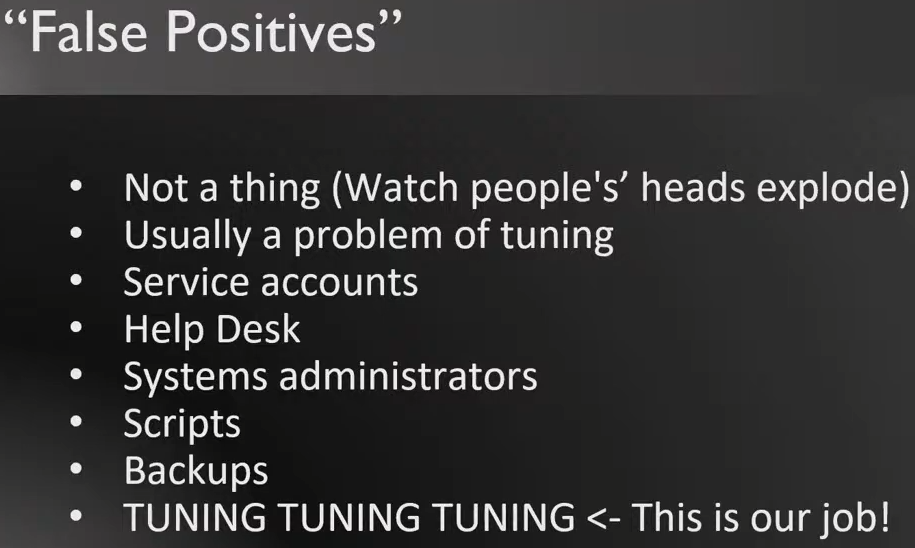 “False Positives”
• Not a thing (Watch people's’ heads explode)
• Usually a problem of tuning
• Service accounts
• Help Desk
• Systems administrators
• Scripts
• Backups
• TUNING TUNING TUNING <- This is our job!